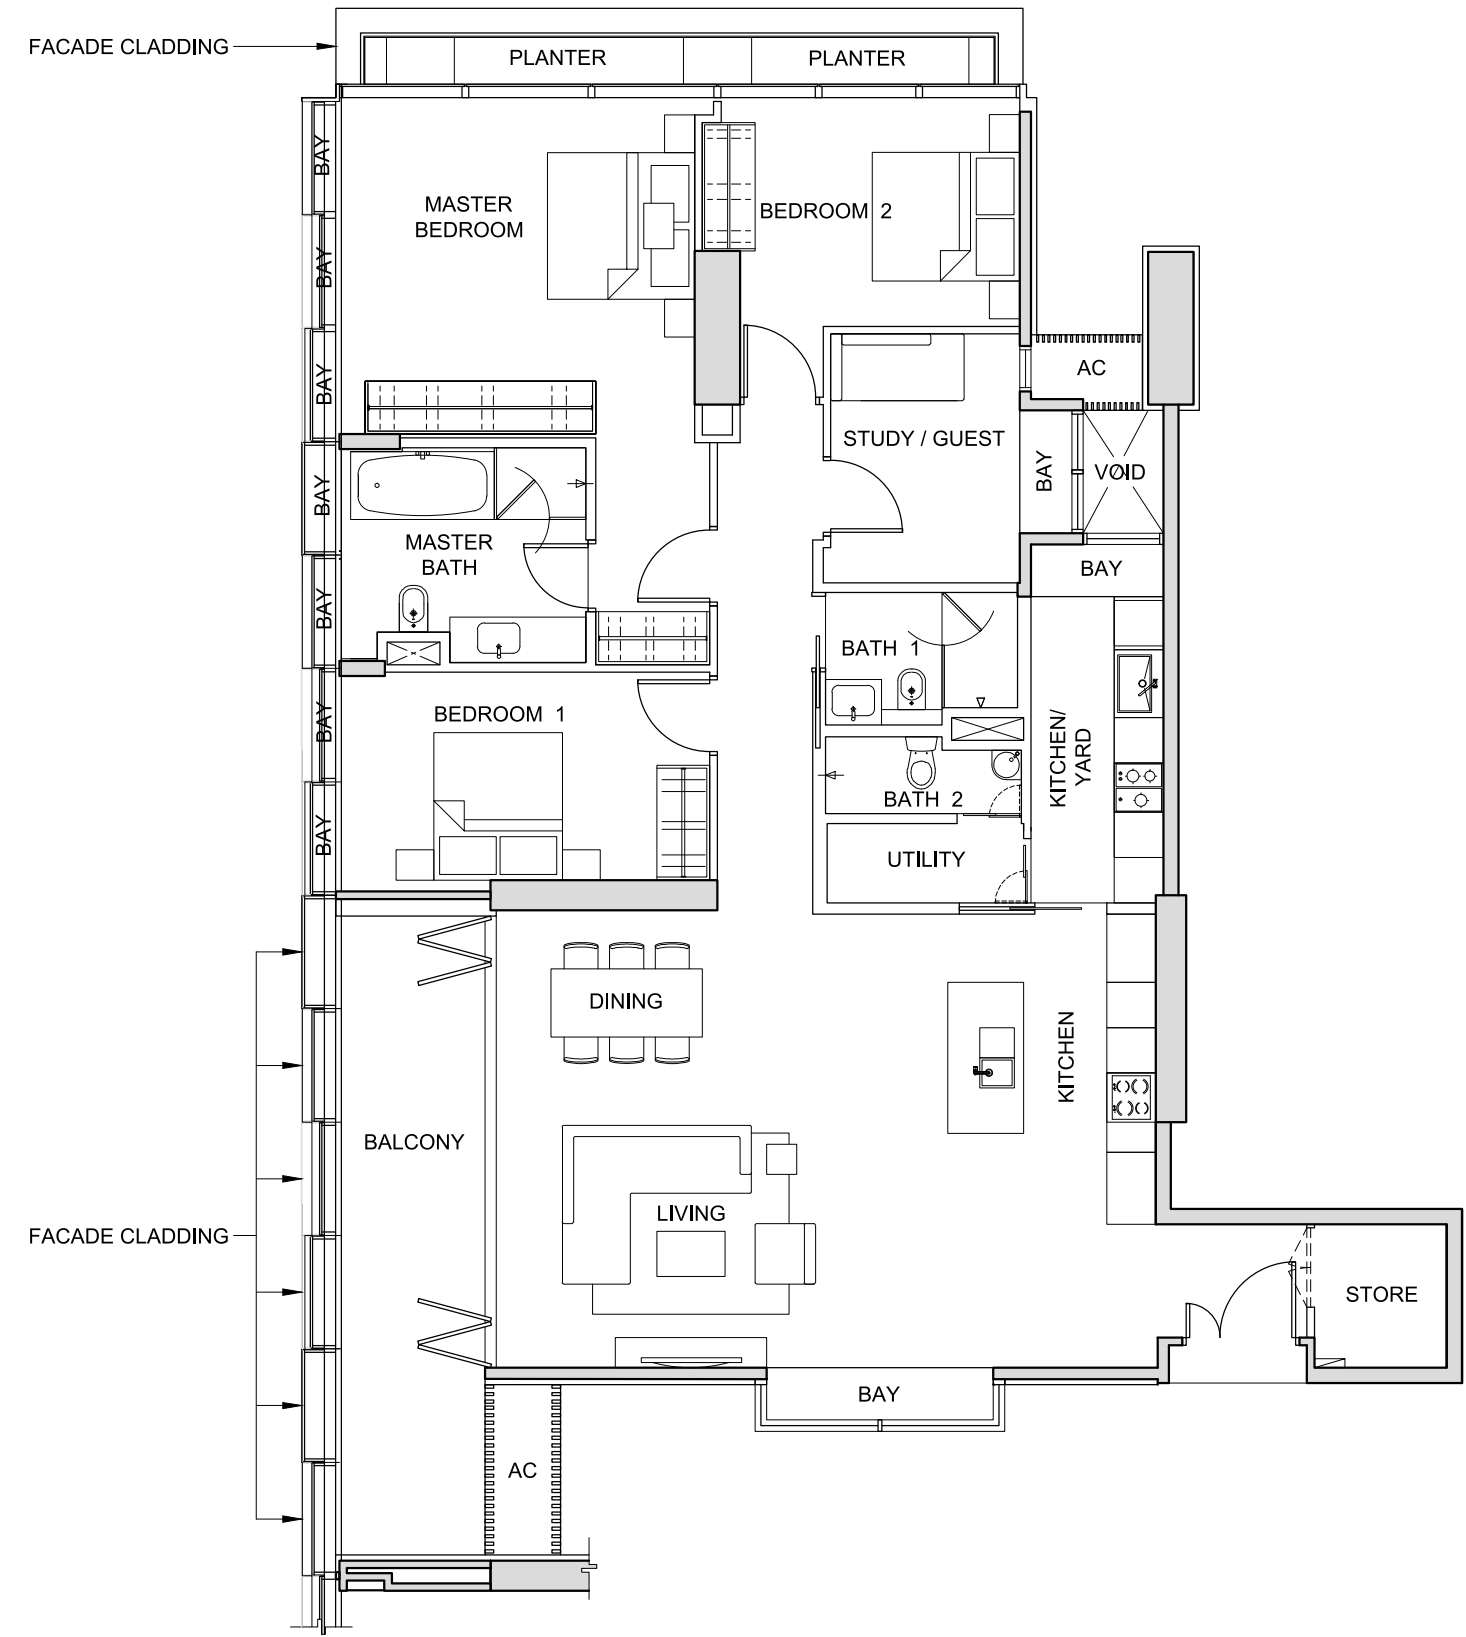 FACADE CLADDING
PLANTER
PLANTER
BAY
MASTER
BEDROOM
BEDROOM 2
BAY
AC
BAY
STUDY / GUEST
BAY
VOID
BAY
MASTER
BATH
BAY
BAY
BATH 1
BEDROOM 1
BAY
KITCHEN/
YARD
BATH 2
BAY
UTILITY
DINING
KITCHEN
BALCONY
LIVING
FACADE CLADDING
STORE
BAY
AC